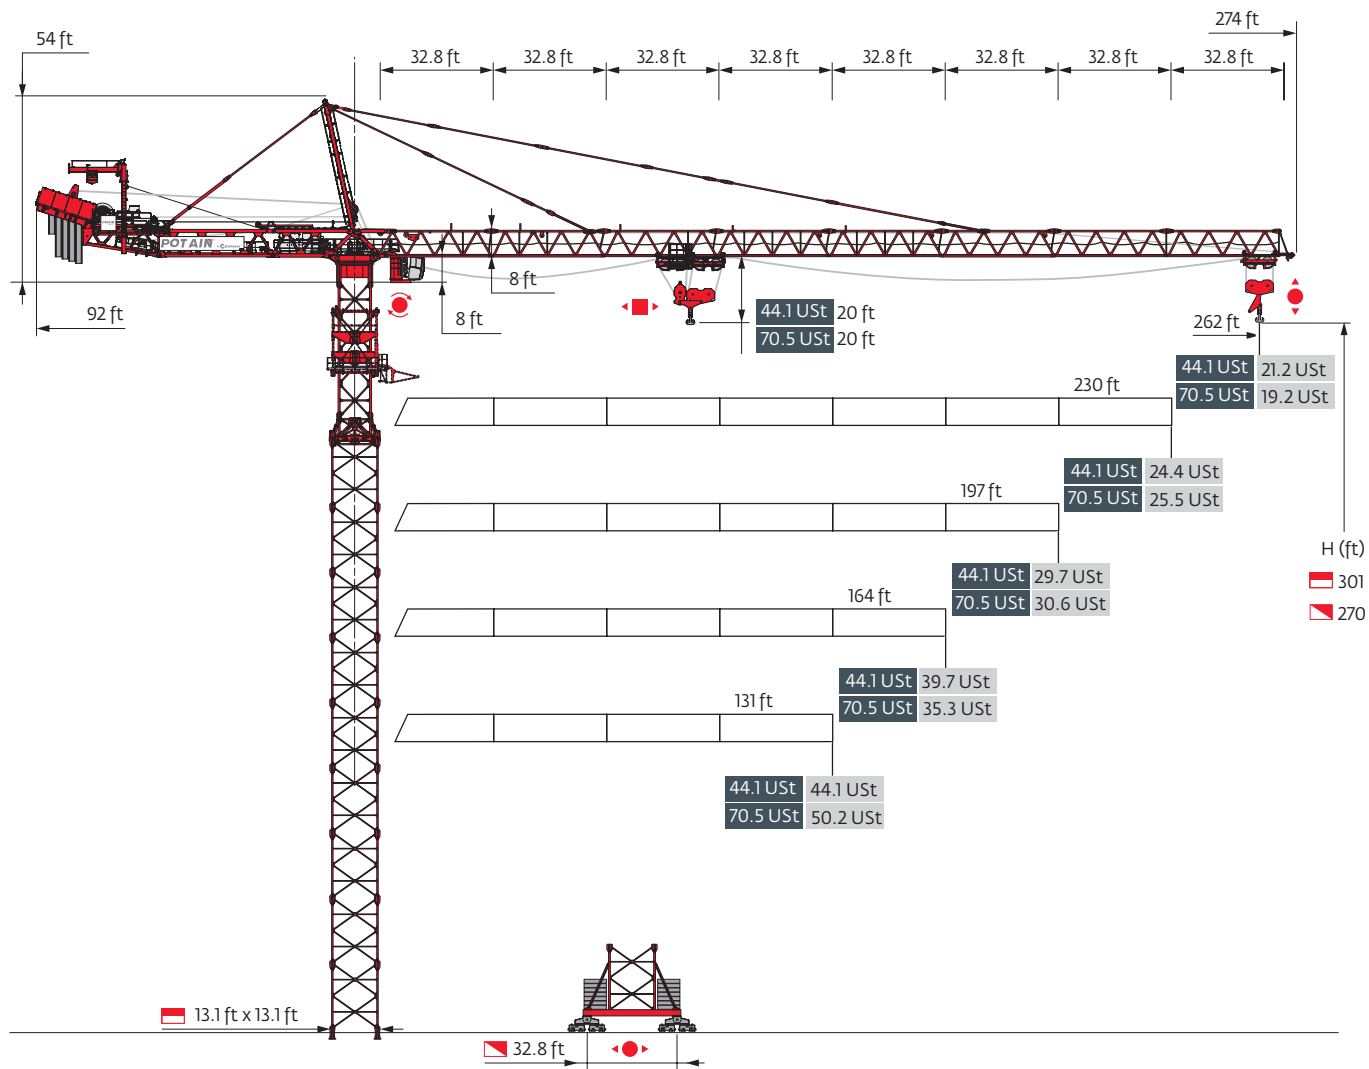 54 ft
274 ft
32.8 ft 32.8 ft 32.8 ft 32.8 ft 32.8 ft 32.8 ft 32.8 ft 32.8 ft
POTAIN
8 ft
92 ft
8 ft
44.1 USt 20 ft
70.5 USt 20 ft
262 ft
44.1 USt 21.2 USt
70.5 USt 19.2 USt
230 ft
44.1 USt 24.4 USt
70.5 USt 25.5 USt
197 ft
H (ft)
301
270
44.1 USt 29.7 USt
70.5 USt 30.6 USt
164 ft
44.1 USt 39.7 USt
70.5 USt 35.3 USt
131 ft
44.1 USt 44.1 USt
70.5 USt 50.2 USt
13.1 ft x 13.1 ft
32.8 ft